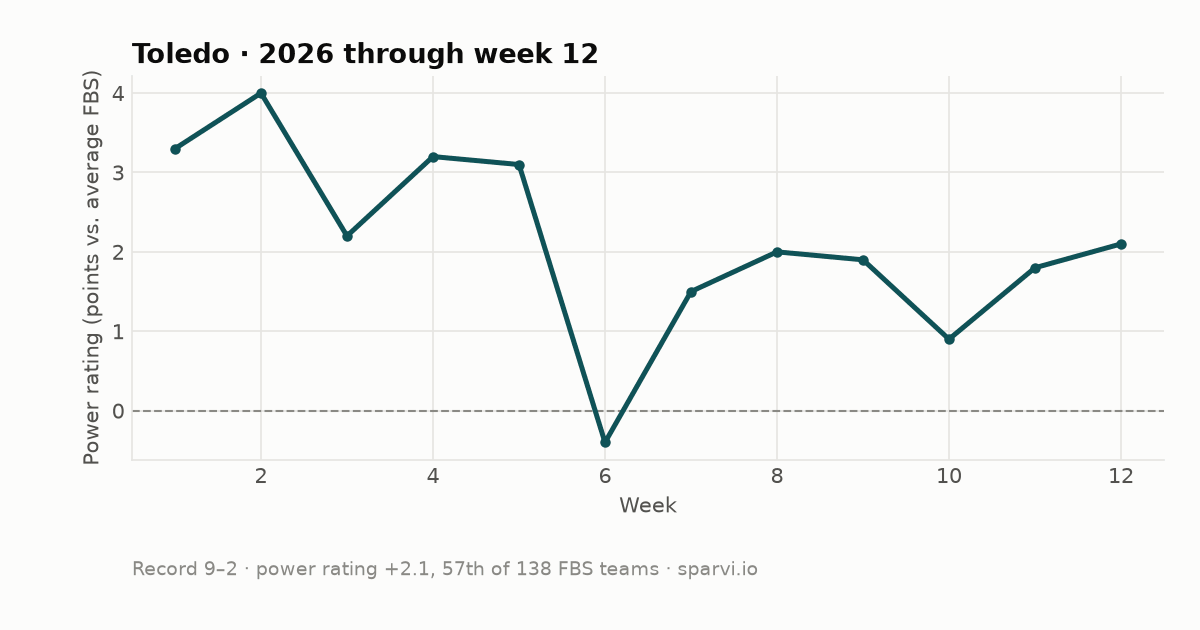 Toledo · 2026 through week 12
Power rating (points vs. average FBS)
4
3
2
1
0
2 4 6 8 10 12
Week
Record 9–2 · power rating +2.1, 57th of 138 FBS teams · sparvi.io